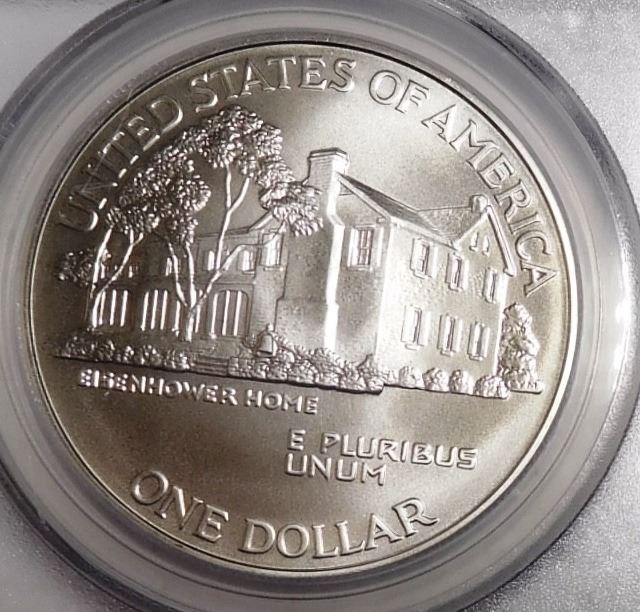 UNITED STATES OF AMERICA
EISENHOWER HOME
E PLURIBUS
UNUM
ONE DOLLAR